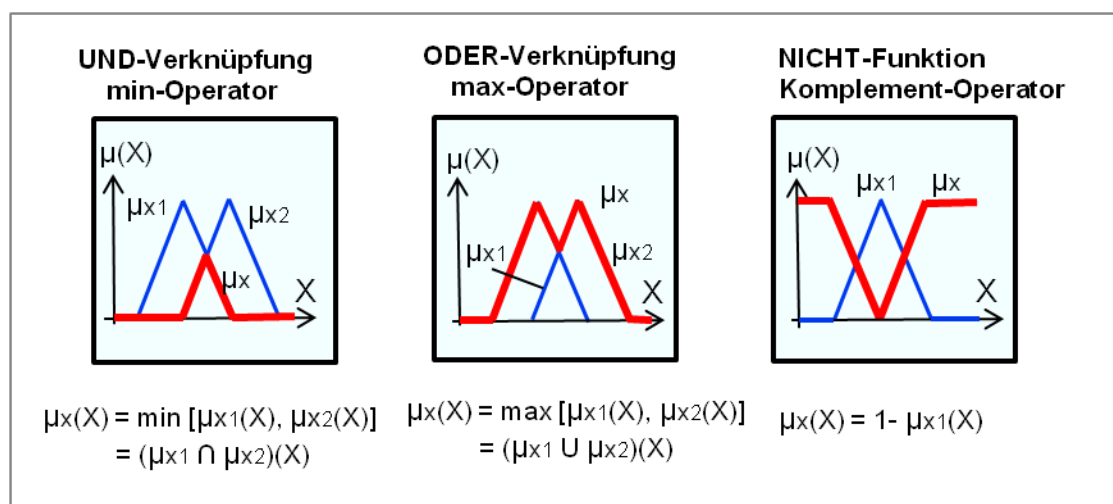 UND-Verknüpfung
min-Operator
µ(X)
µx1
µx2
µx
X
µx(X) = min [µx1(X), µx2(X)]
= (µx1 ∩ µx2)(X)
ODER-Verknüpfung
max-Operator
µ(X)
µx
µx1
µx2
X
µx(X) = max [µx1(X), µx2(X)]
= (µx1 U µx2)(X)
NICHT-Funktion
Komplement-Operator
µ(X)
µx1
µx
X
µx(X) = 1- µx1(X)